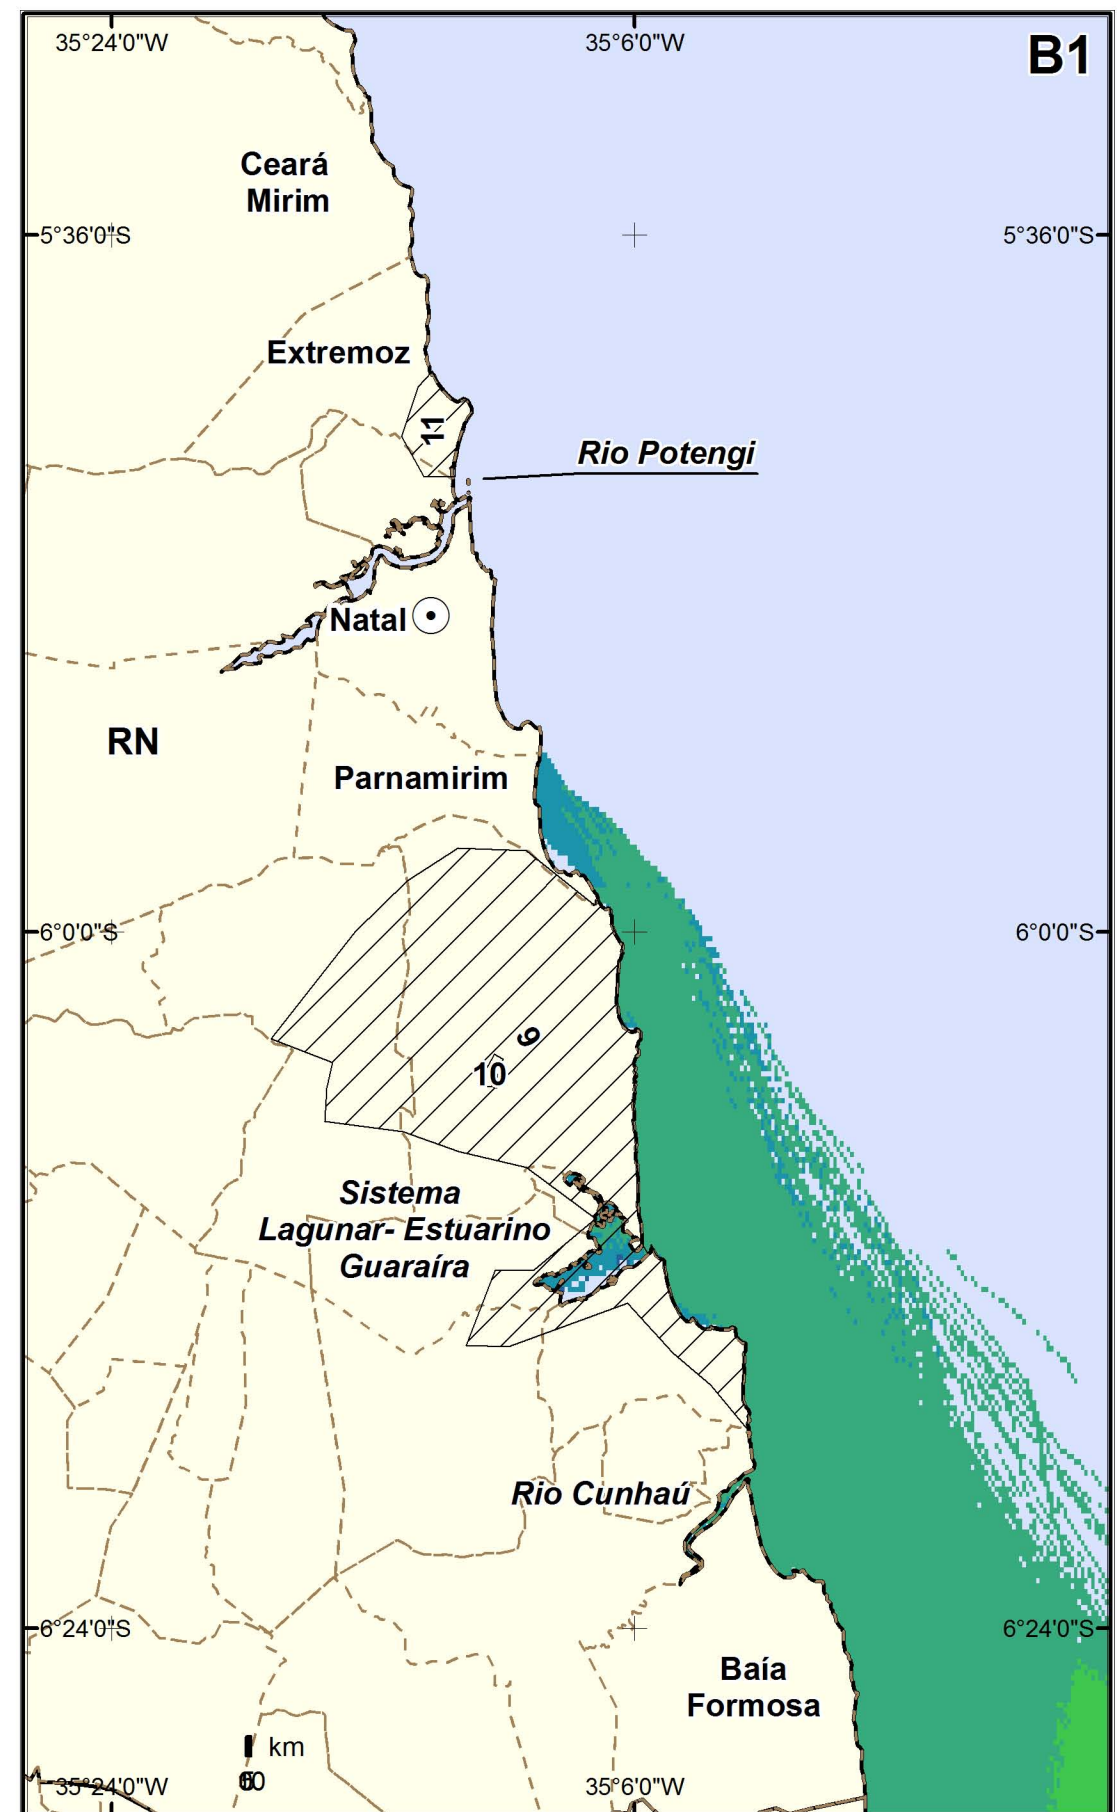 35°24'0"W
35°6'0"W
B1
Ceará
Mirim
5°36'0"S
5°36'0"S
Extremoz
11
Rio Potengi
Natal
RN
Parnamirim
6°0'0"S
6°0'0"S
9
10
Sistema
Lagunar- Estuarino
Guaraíra
Rio Cunhaú
6°24'0"S
6°24'0"S
Baía
Formosa
km
35°24'0"W
35°6'0"W